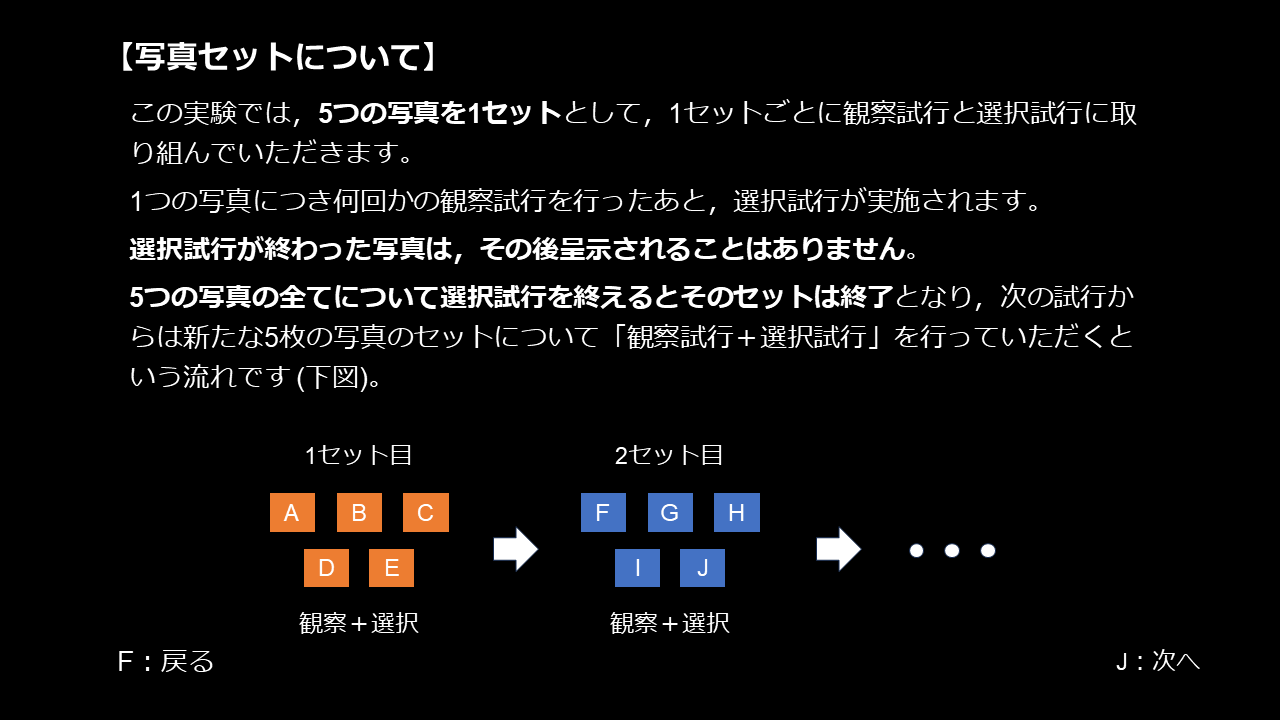 【写真セットについて】
この実験では，5つの写真を1セットとして，1セットごとに観察試行と選択試行に取
り組んでいただきます。
1つの写真につき何回かの観察試行を行ったあと，選択試行が実施されます。
選択試行が終わった写真は，その後呈示されることはありません。
5つの写真の全てについて選択試行を終えるとそのセットは終了となり，次の試行か
らは新たな5枚の写真のセットについて「観察試行＋選択試行」を行っていただくと
いう流れです (下図)。
1セット目
2セット目
A B C
F G H
D E
I J
観察＋選択
観察＋選択
F：戻る
J：次へ